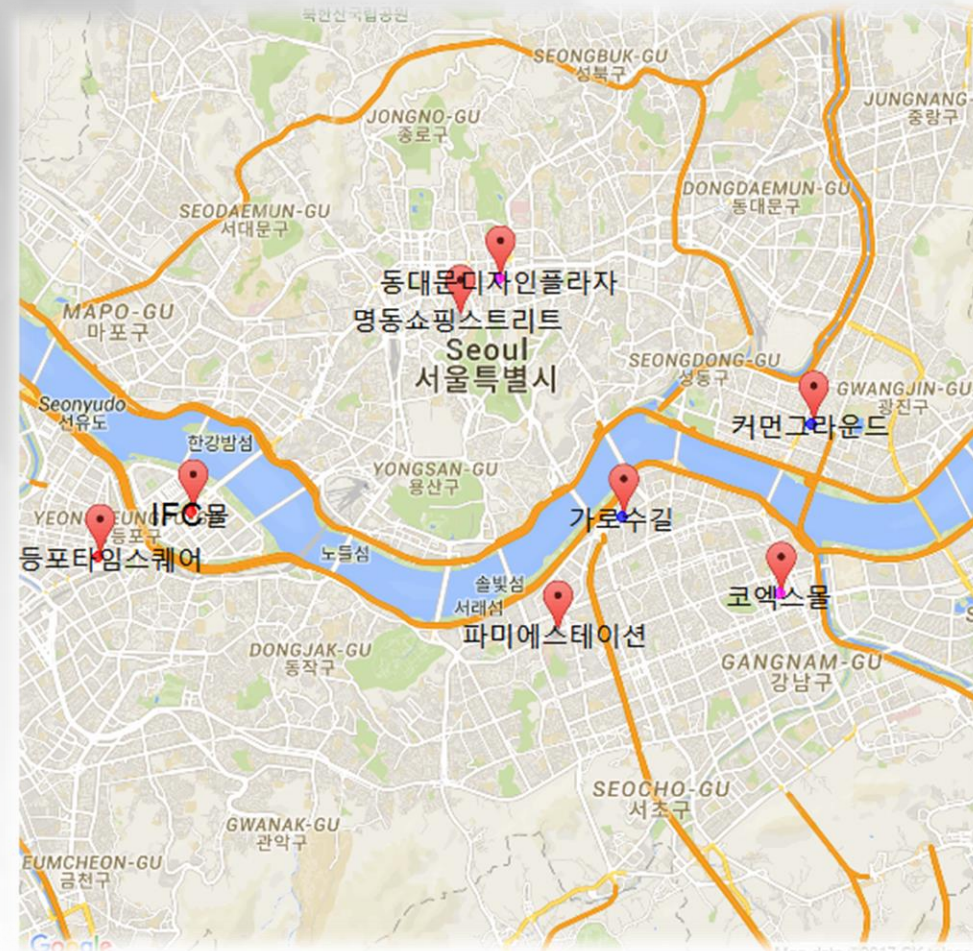 북한산국립공원
SEONGBUK-GU
성북구
JUNGNANG
중랑구
JONGNO-GU
종로구
DONGDAEMUN-GU
동대문구
SEODAEMUN-GU
서대문구
동대문디자인플라자
명동쇼핑스트리트
MAPO-GU
마포구
Seoul
서울특별시
SEONGDONG-GU
성동구
GWANGJIN-GU
광진구
Seonyudo
선유도
커먼그라운드
한강밤섬
YONGSAN-GU
용산구
IFC몰
가로수길
등포구
등포타임스퀘어
노들섬
솔빛섬
서래섬
코엑스몰
파미에스테이션
DONGJAK-GU
동작구
GANGNAM-GU
강남구
SEOCHO-GU
서초구
GWANAK-GU
관악구
EUMCHEON-GU
금천구
Google